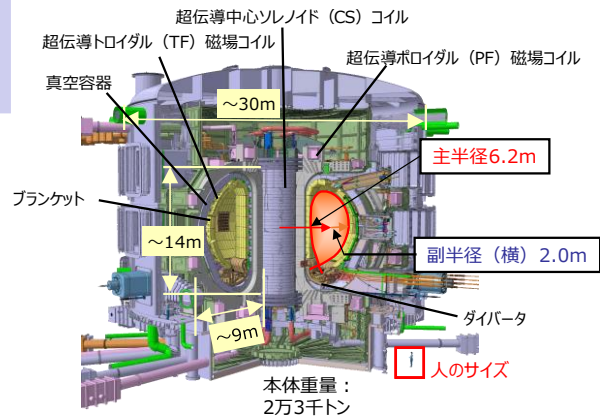 超伝導中心ソレノイド（CS）コイル
超伝導トロイダル（TF）磁場コイル
超伝導ポロイダル（PF）磁場コイル
真空容器
～30m
主半径6.2m
ブランケット
～14m
副半径（横）2.0m
～9m
ダイバータ
人のサイズ
本体重量：
2万3千トン